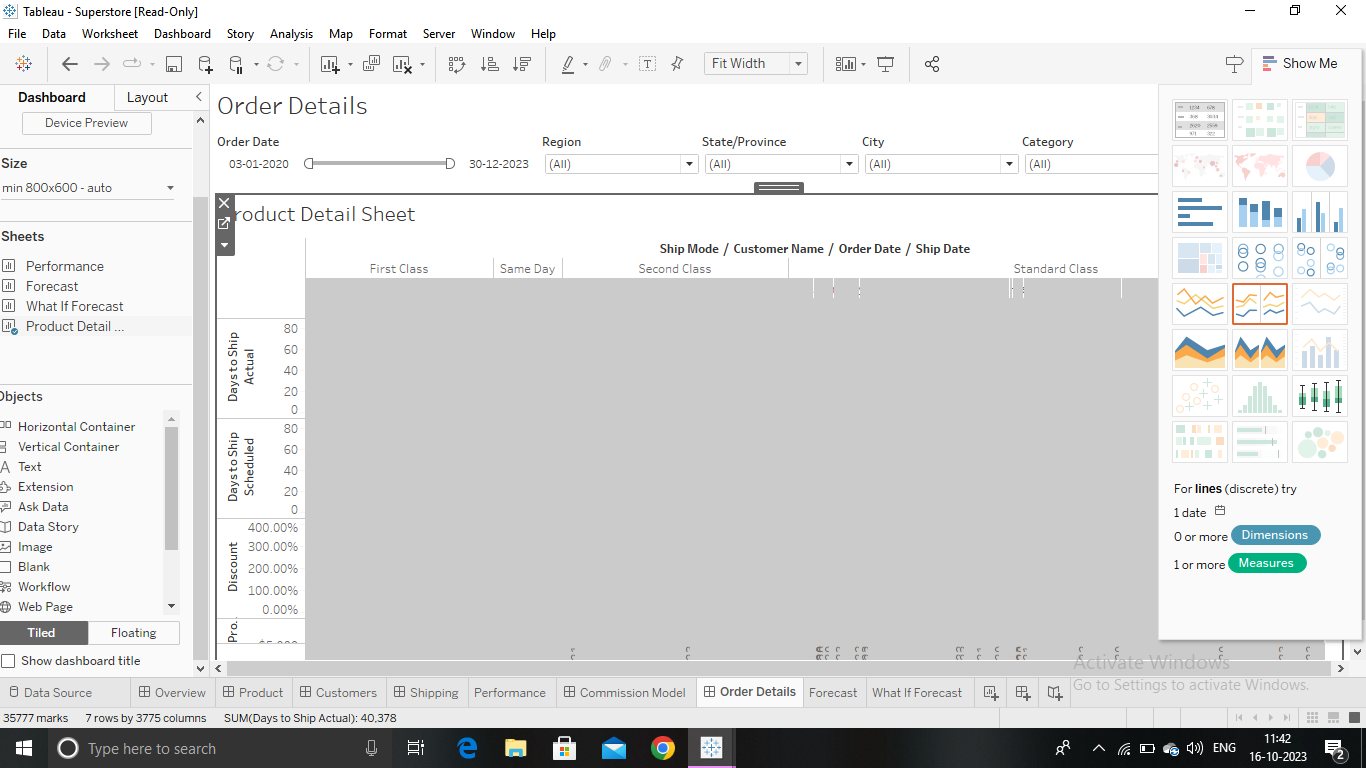 Tableau - Superstore [Read-Only]
File Data Worksheet Dashboard Story Analysis Map Format Server Window Help
Fit Width
Show Me
Dashboard
Layout
Device Preview
Size
min 800x600 - auto
Sheets
Performance
Forecast
What If Forecast
Product Detail ...
Objects
Horizontal Container
Vertical Container
Text
Extension
Ask Data
Data Story
Image
Blank
Workflow
Web Page
Tiled
Floating
Show dashboard title
Order Details
Order Date
03-01-2020
30-12-2023
Region
(All)
State/Province
(All)
City
(All)
Category
(All)
roduct Detail Sheet
Ship Mode / Customer Name / Order Date / Ship Date
First Class
Same Day
Second Class
Standard Class
Days to Ship
Actual
80
60
40
20
0
Days to Ship
Scheduled
80
60
40
20
0
Discount
400.00%
300.00%
200.00%
100.00%
0.00%
Pro..
For lines (discrete) try
1 date
0 or more Dimensions
1 or more Measures
Activate Windows
Go to Settings to activate Windows.
Data Source
Overview
Product
Customers
Shipping
Performance
Commission Model
Order Details
Forecast
What If Forecast
35777 marks
7 rows by 3775 columns
SUM(Days to Ship Actual): 40,378
Type here to search
ENG
11:42
16-10-2023
2